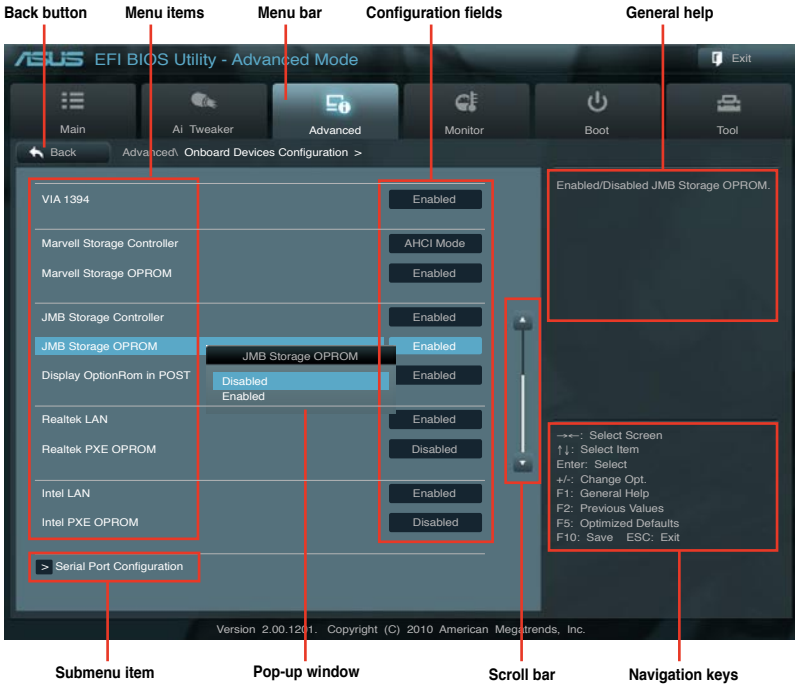 Back button Menu items Menu bar Configuration fields General help
ASUS EFI BIOS Utility - Advanced Mode Exit
Main Ai Tweaker Advanced Monitor Boot Tool
Back Advanced\ Onboard Devices Configuration >
Enabled/Disabled JMB Storage OPROM.
VIA 1394 Enabled
Marvell Storage Controller AHCI Mode
Marvell Storage OPROM Enabled
JMB Storage Controller Enabled
JMB Storage OPROM Enabled
JMB Storage OPROM
Disabled
Enabled
Display OptionRom in POST Enabled
Realtek LAN Enabled
Realtek PXE OPROM Disabled
Intel LAN Enabled
Intel PXE OPROM Disabled
> Serial Port Configuration
→←: Select Screen
↑↓: Select Item
Enter: Select
+/-: Change Opt.
F1: General Help
F2: Previous Values
F5: Optimized Defaults
F10: Save ESC: Exit
Version 2.00.1201. Copyright (C) 2010 American Megatrends, Inc.
Submenu item Pop-up window Scroll bar Navigation keys